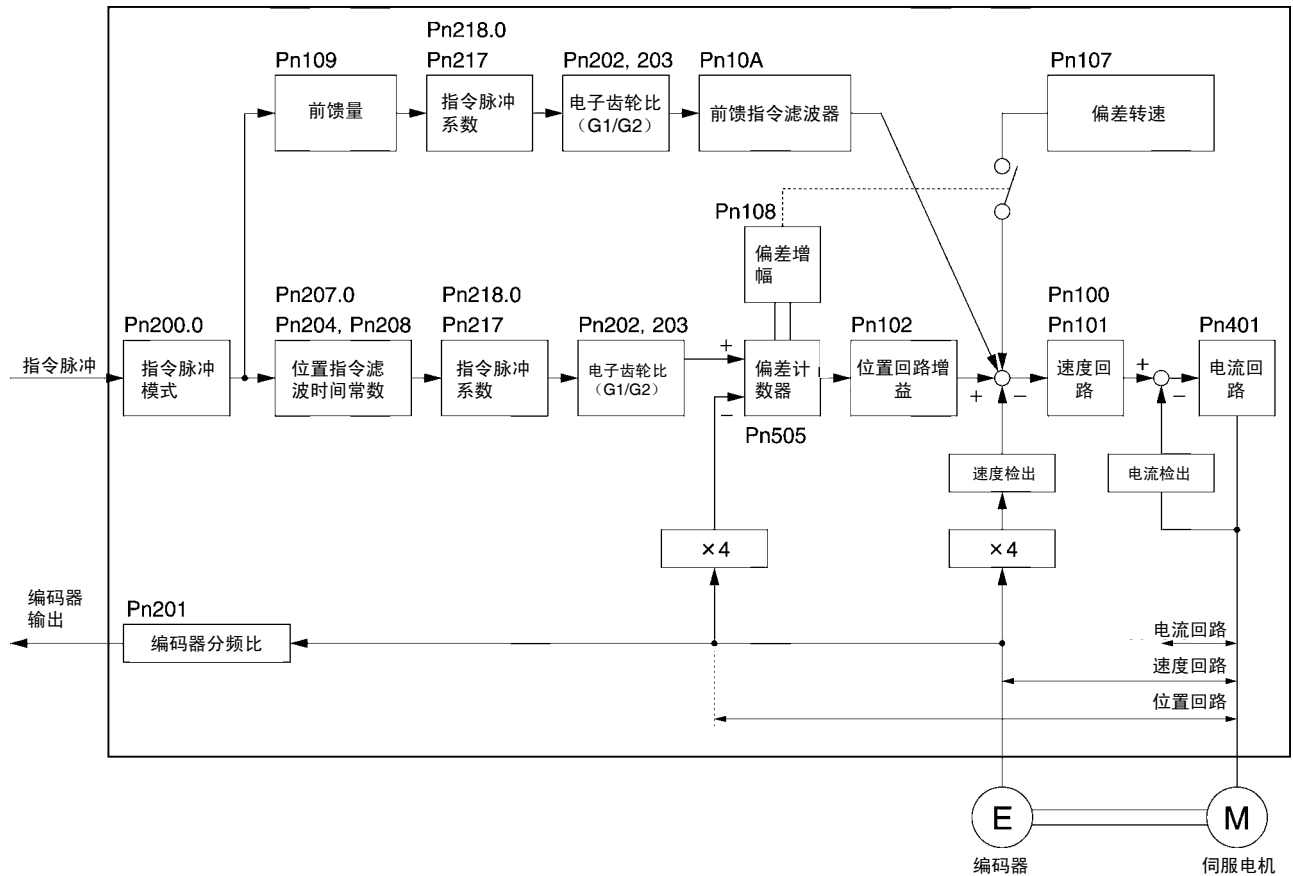 Pn218.0
Pn109
Pn217
Pn202, 203
Pn10A
Pn107
前馈量
指令脉冲
系数
电子齿轮比
（G1/G2）
前馈指令滤波器
偏差转速
Pn108
偏差增
幅
Pn207.0
Pn218.0
Pn100
Pn200.0
Pn204, Pn208
Pn217
Pn202, 203
Pn102
Pn101
Pn401
指令脉冲
指令脉冲
模式
位置指令滤
波时间常数
指令脉冲
系数
电子齿轮比
（G1/G2）
+
−
偏差计
数器
位置回路增
益
+
−
速度回
路
+
−
电流回
路
Pn505
速度检出
电流检出
×4
×4
编码器
输出
Pn201
编码器分频比
电流回路
速度回路
位置回路
E
M
编码器
伺服电机